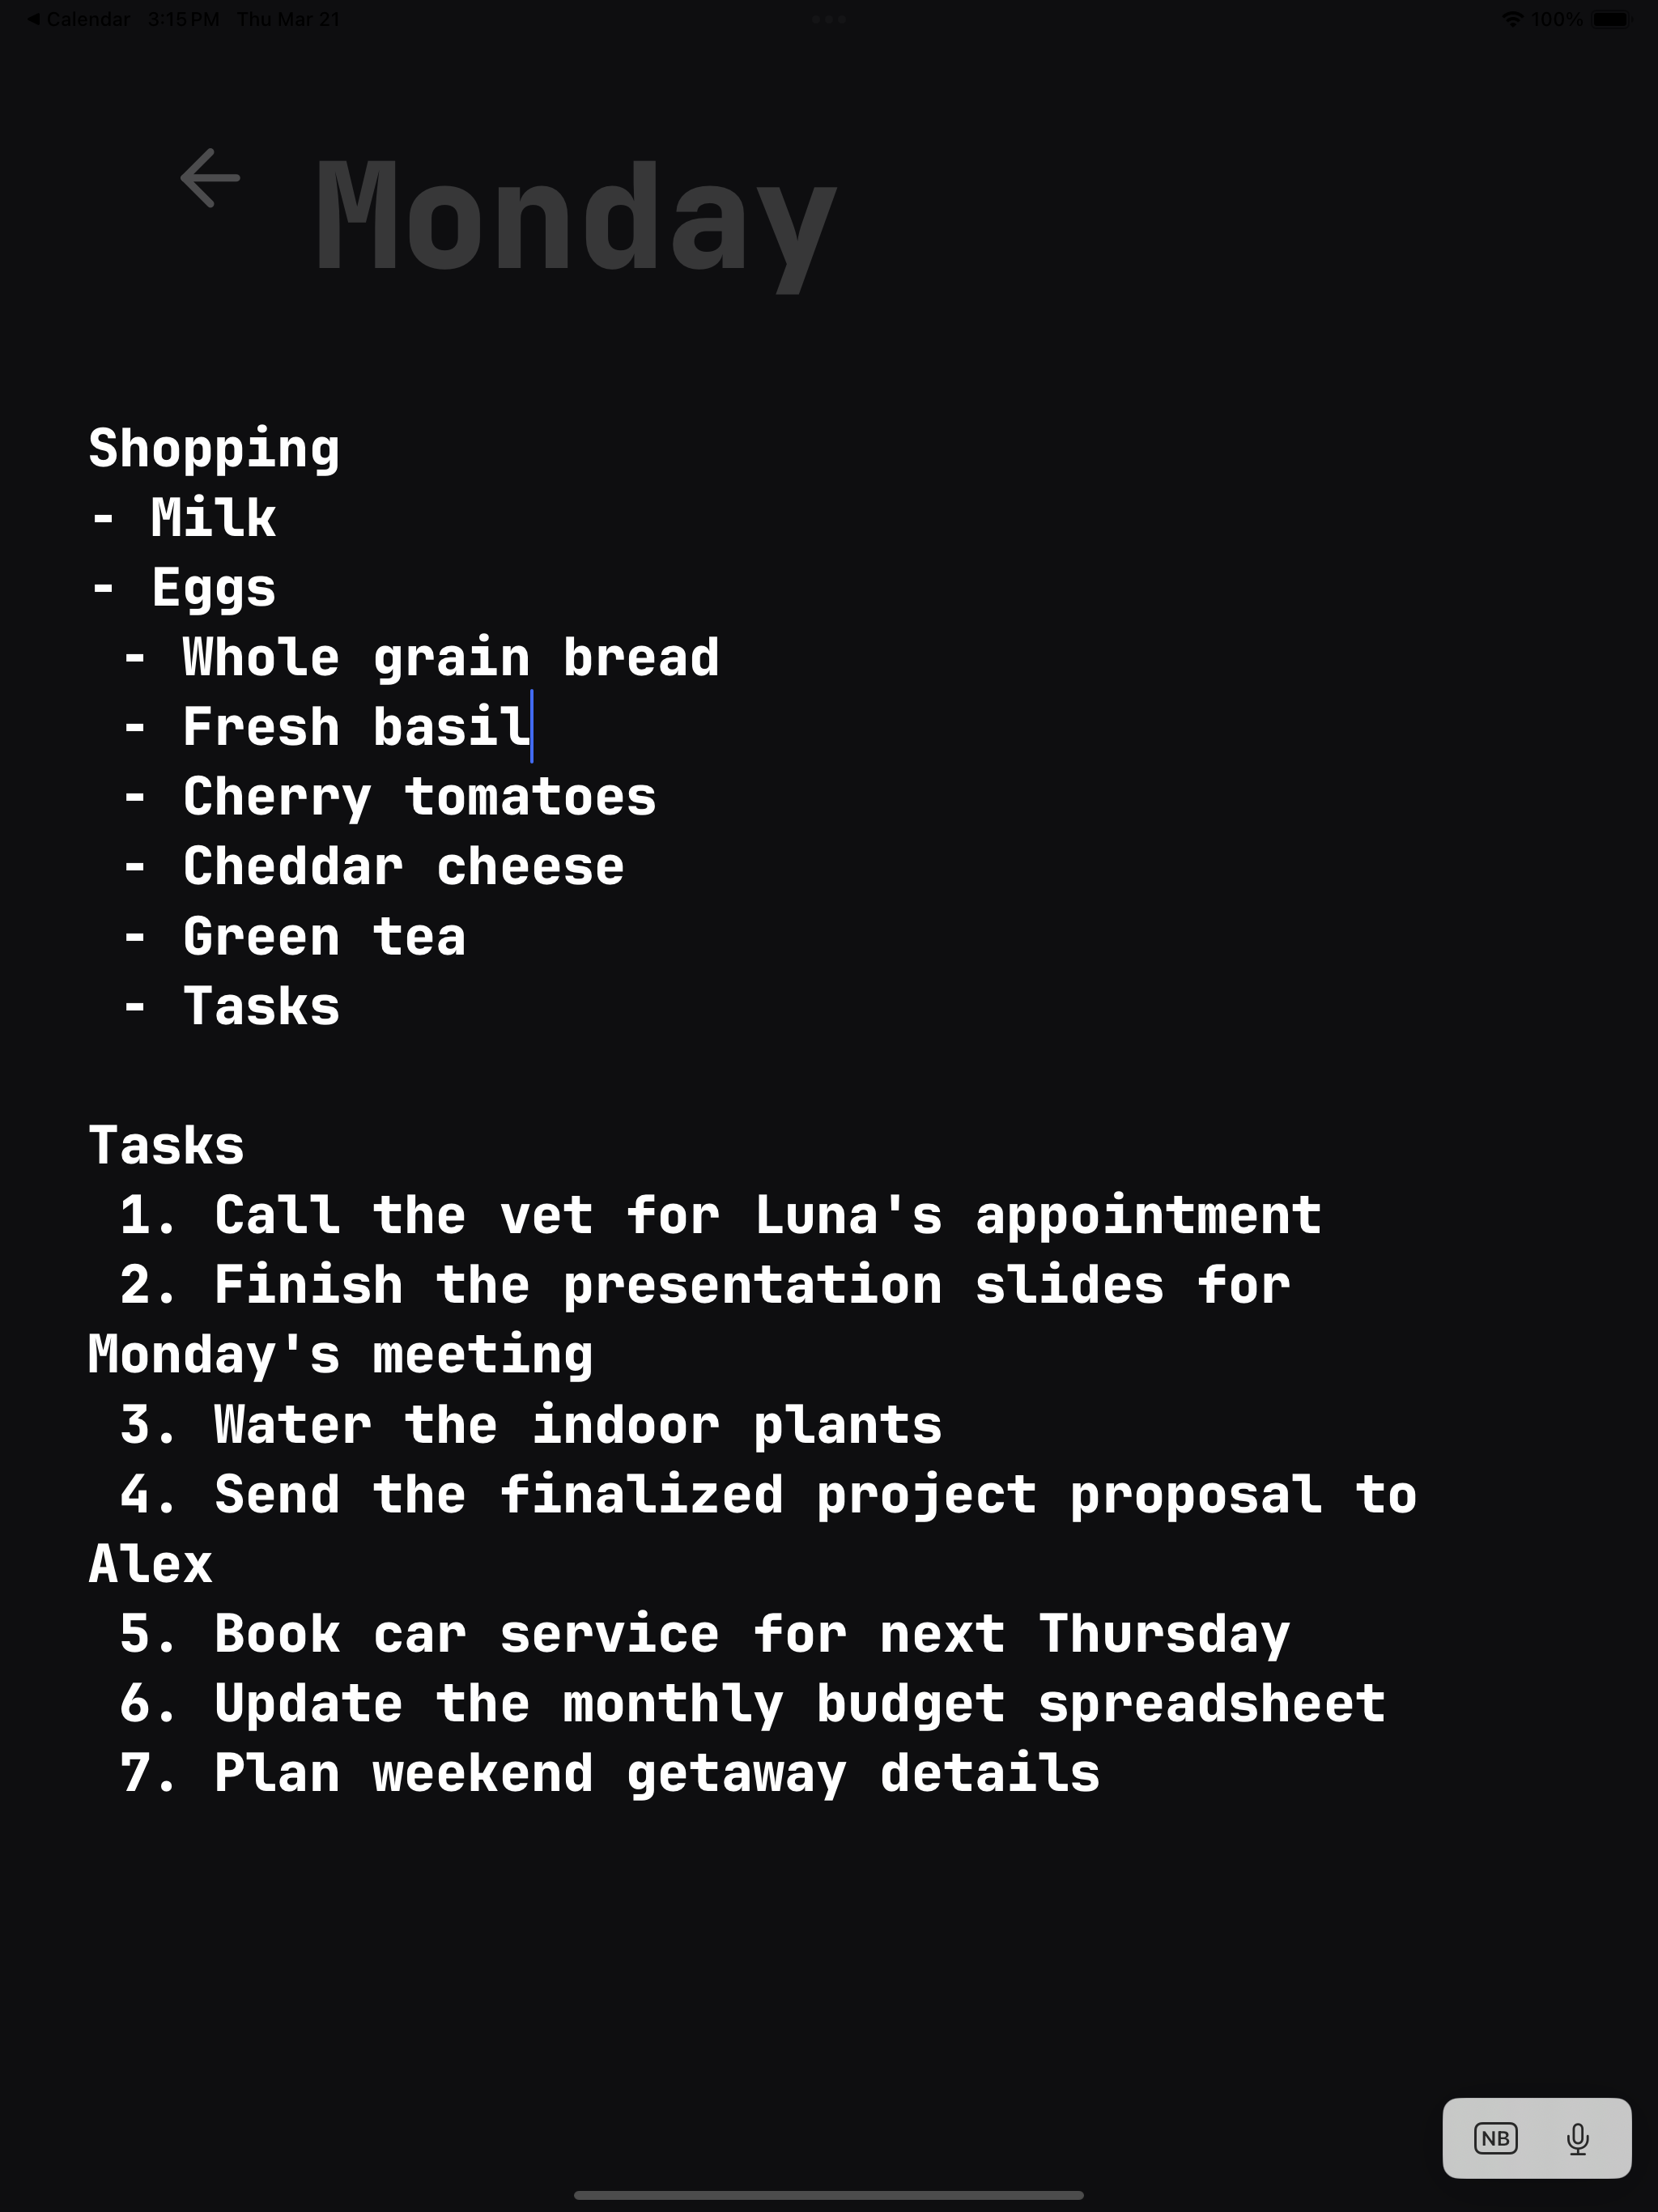 Calendar 3:15 PM Thu Mar 21 100%
Monday
Shopping
- Milk
- Eggs
- Whole grain bread
- Fresh basil
- Cherry tomatoes
- Cheddar cheese
- Green tea
- Tasks
Tasks
1. Call the vet for Luna's appointment
2. Finish the presentation slides for
Monday's meeting
3. Water the indoor plants
4. Send the finalized project proposal to
Alex
5. Book car service for next Thursday
6. Update the monthly budget spreadsheet
7. Plan weekend getaway details
NB